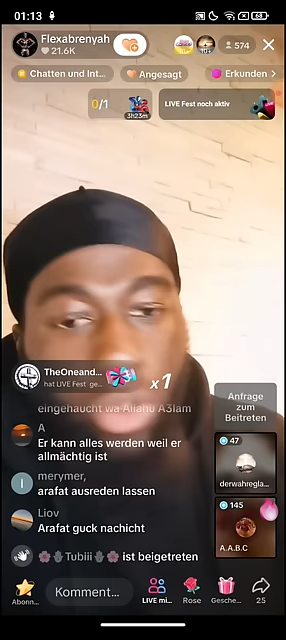 01:13
68
Flexabrenyah
21.6K
10+
574
Chatten und Int...
Angesagt
Erkunden
0/1
3h23m
LIVE Fest noch aktiv
TheOneand...
hat LIVE Fest ge...
x1
eingehaucht wa Allahu A3lam
A
Er kann alles werden weil er
allmächtig ist
merymer,
arafat ausreden lassen
Liov
Arafat guck nachicht
Tubiii ist beigetreten
Anfrage
zum
Beitreten
47
derwahregla...
145
A.A.B.C
Abonn...
Komment...
LIVE mi...
Rose
Gesche...
25